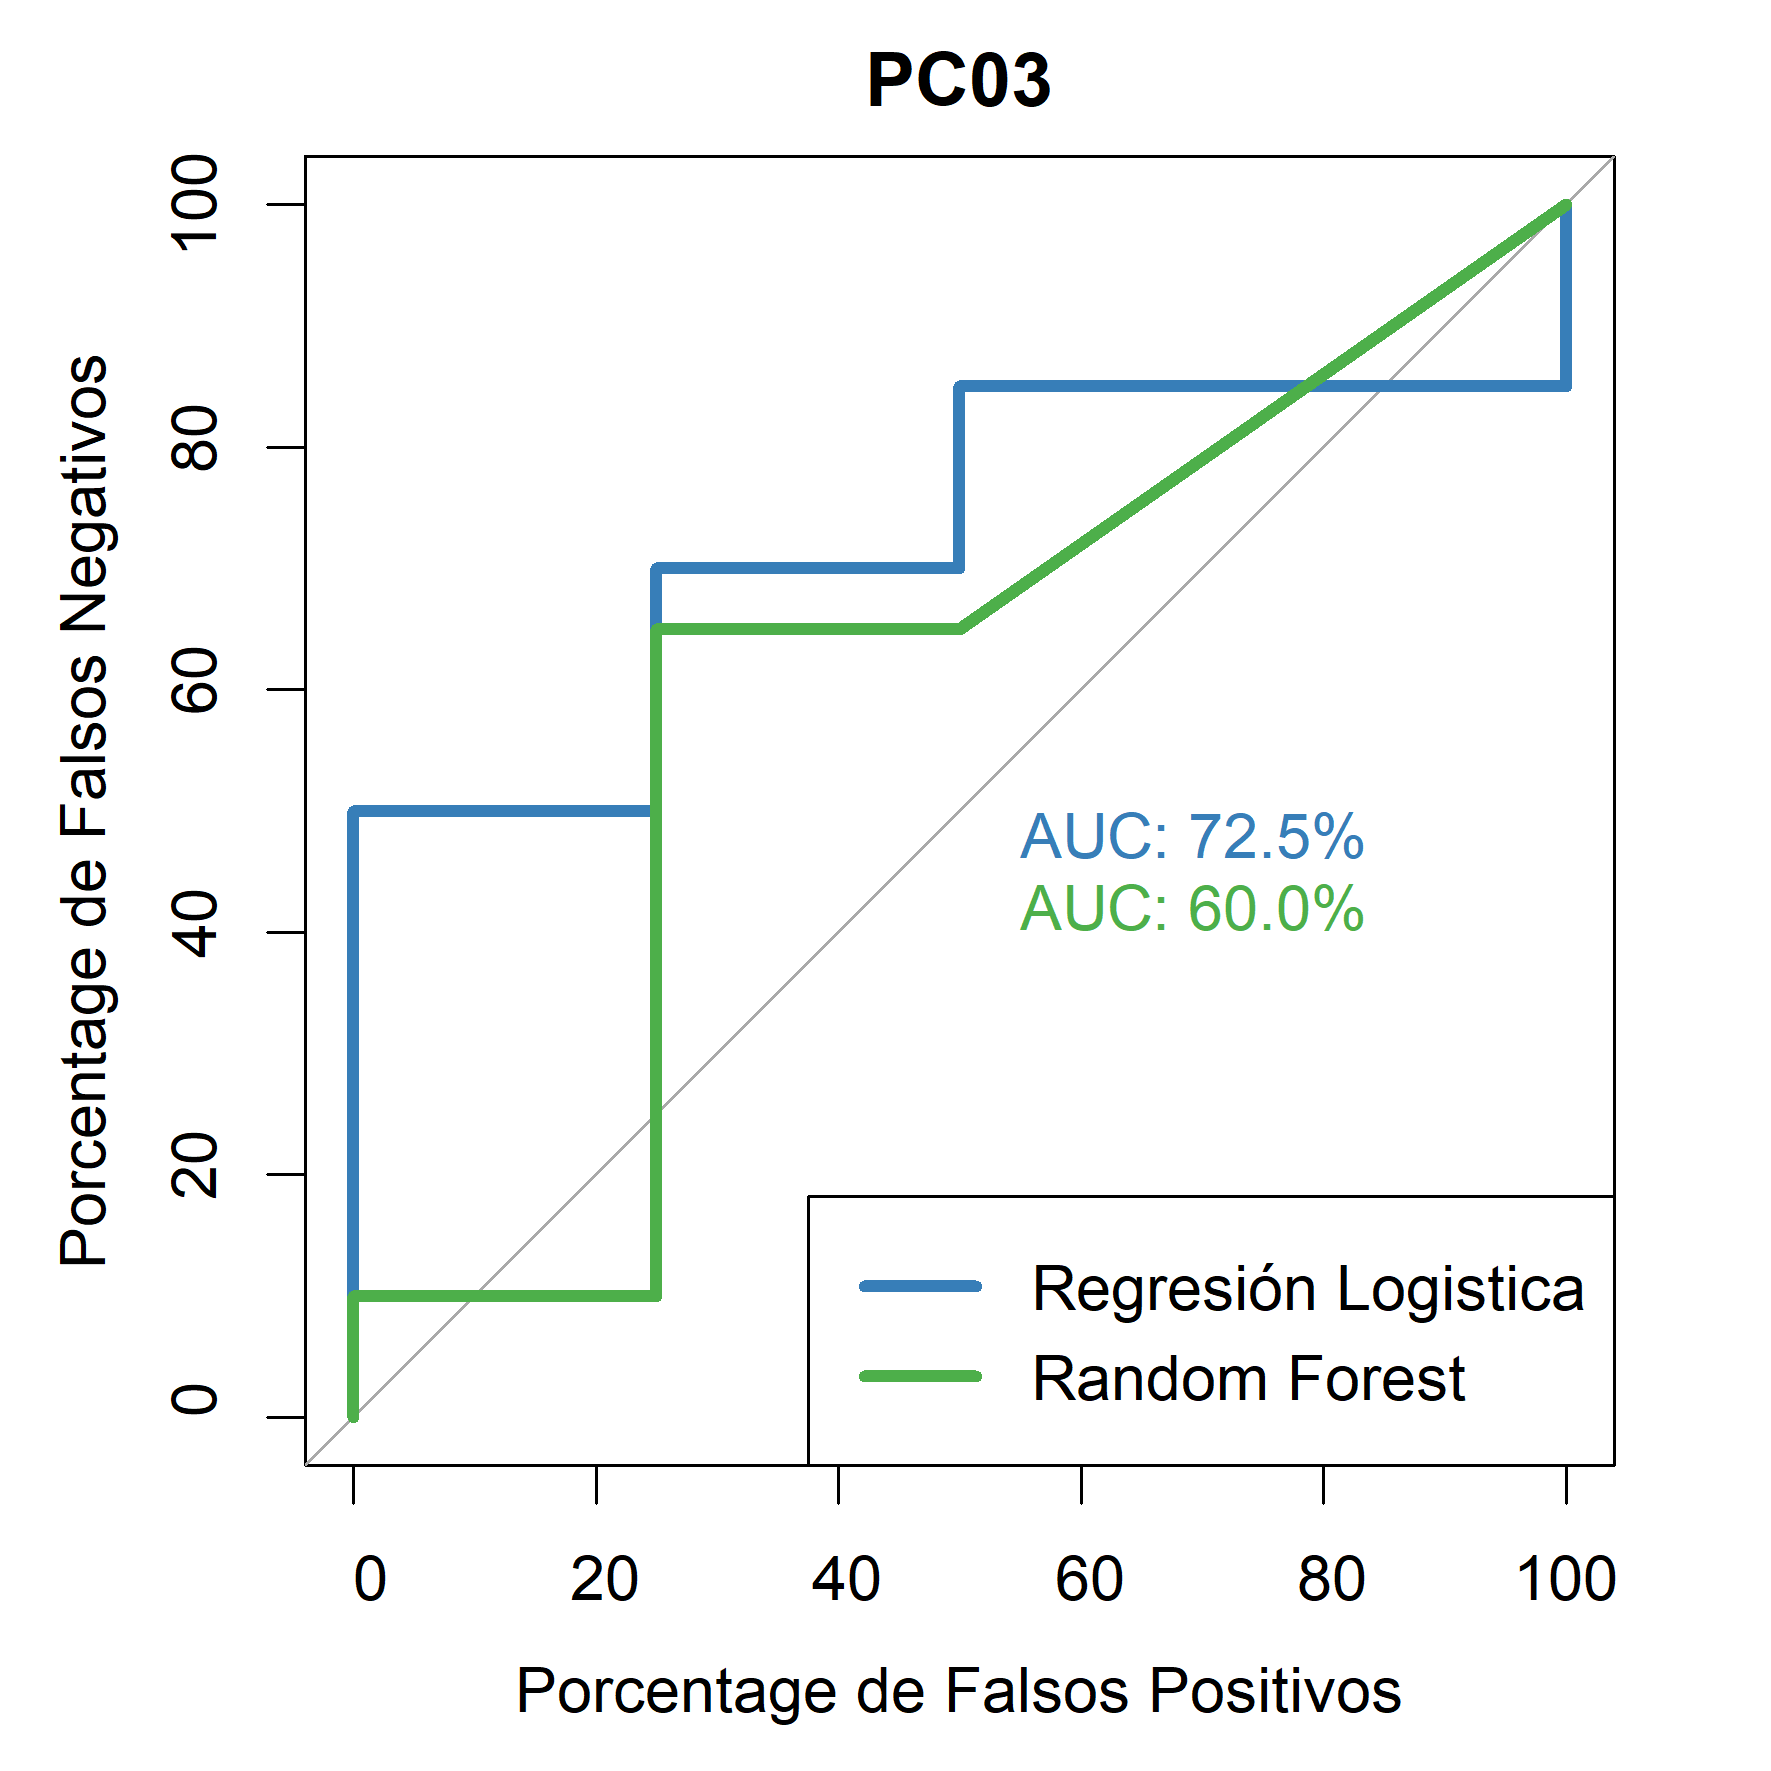 PC03
Porcentage de Falsos Negativos
100
80
60
40
20
0
AUC: 72.5%
AUC: 60.0%
Regresión Logistica
Random Forest
0 20 40 60 80 100
Porcentage de Falsos Positivos